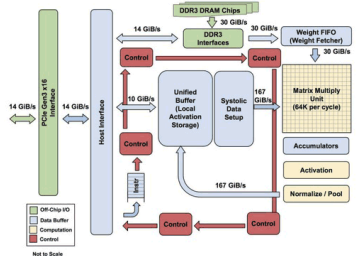 DDR3 DRAM Chips
30 GiB/s
14 GiB/s
DDR3
Interfaces
30 GiB/s
Weight FIFO
(Weight Fetcher)
Control
Control
30 GiB/s
14 GiB/s
PCIe Gen3 x16
Interface
14 GiB/s
Host Interface
10 GiB/s
Unified
Buffer
(Local
Activation
Storage)
Systolic
Data
Setup
167
GiB/s
Matrix Multiply
Unit
(64K per cycle)
Accumulators
Control
Activation
Instr
167 GiB/s
Normalize / Pool
Control
Control
Off-Chip I/O
Data Buffer
Computation
Control
Not to Scale